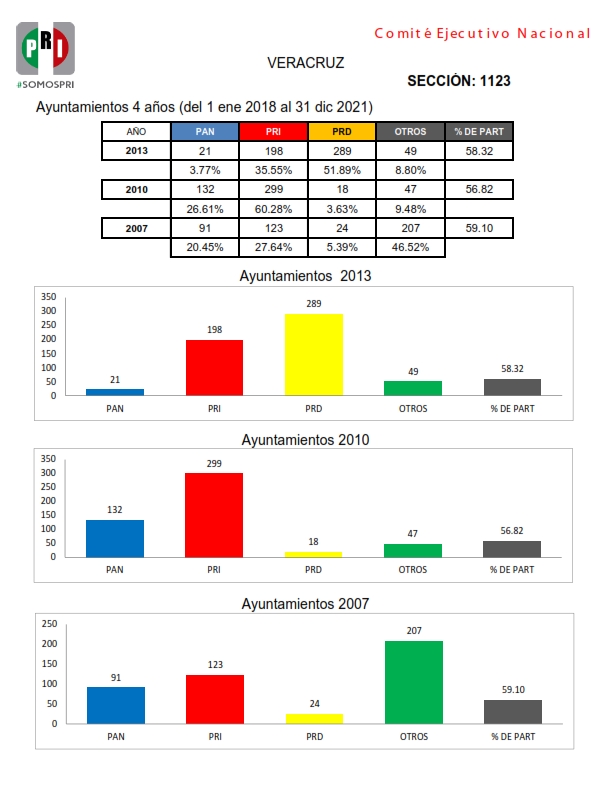 Comité Ejecutivo Nacional
PRI
#SOMOSPRI
VERACRUZ
SECCIÓN: 1123
Ayuntamientos 4 años (del 1 ene 2018 al 31 dic 2021)
AÑO PAN PRI PRD OTROS % DE PART
2013 21 198 289 49 58.32
3.77% 35.55% 51.89% 8.80%
2010 132 299 18 47 56.82
26.61% 60.28% 3.63% 9.48%
2007 91 123 24 207 59.10
20.45% 27.64% 5.39% 46.52%
Ayuntamientos 2013
350
300
250
200
150
100
50
0
21
198
289
49
58.32
PAN PRI PRD OTROS % DE PART
Ayuntamientos 2010
350
300
250
200
150
100
50
0
132
299
18
47
56.82
PAN PRI PRD OTROS % DE PART
Ayuntamientos 2007
250
200
150
100
50
0
91
123
24
207
59.10
PAN PRI PRD OTROS % DE PART